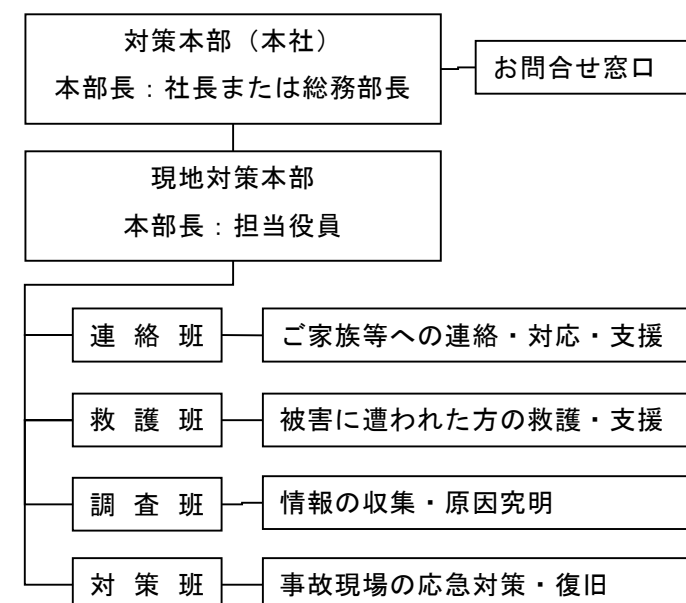 対策本部（本社）
本部長：社長または総務部長
お問合せ窓口
現地対策本部
本部長：担当役員
連 絡 班
ご家族等への連絡・対応・支援
救 護 班
被害に遭われた方の救護・支援
調 査 班
情報の収集・原因究明
対 策 班
事故現場の応急対策・復旧